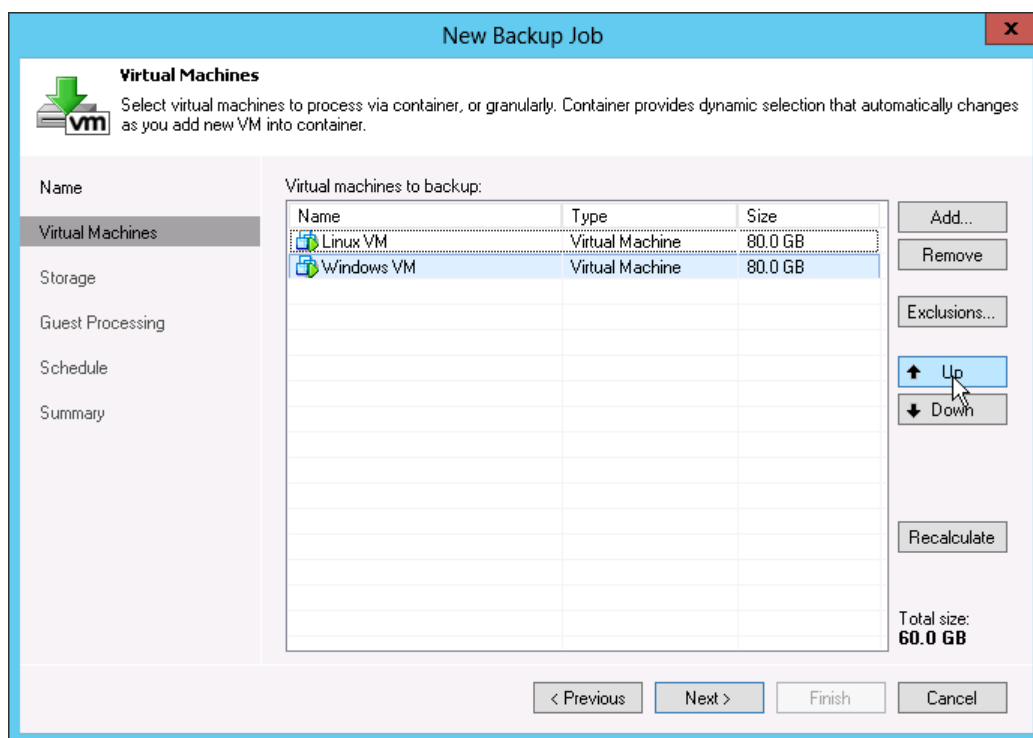 New Backup Job
x
Virtual Machines
Select virtual machines to process via container, or granularly. Container provides dynamic selection that automatically changes
as you add new VM into container.
vm
Name
Virtual Machines
Storage
Guest Processing
Schedule
Summary
Virtual machines to backup:
Name Type Size
Linux VM Virtual Machine 80.0 GB
Windows VM Virtual Machine 80.0 GB
Add...
Remove
Exclusions...
Up
Down
Recalculate
Total size:
60.0 GB
< Previous Next > Finish Cancel